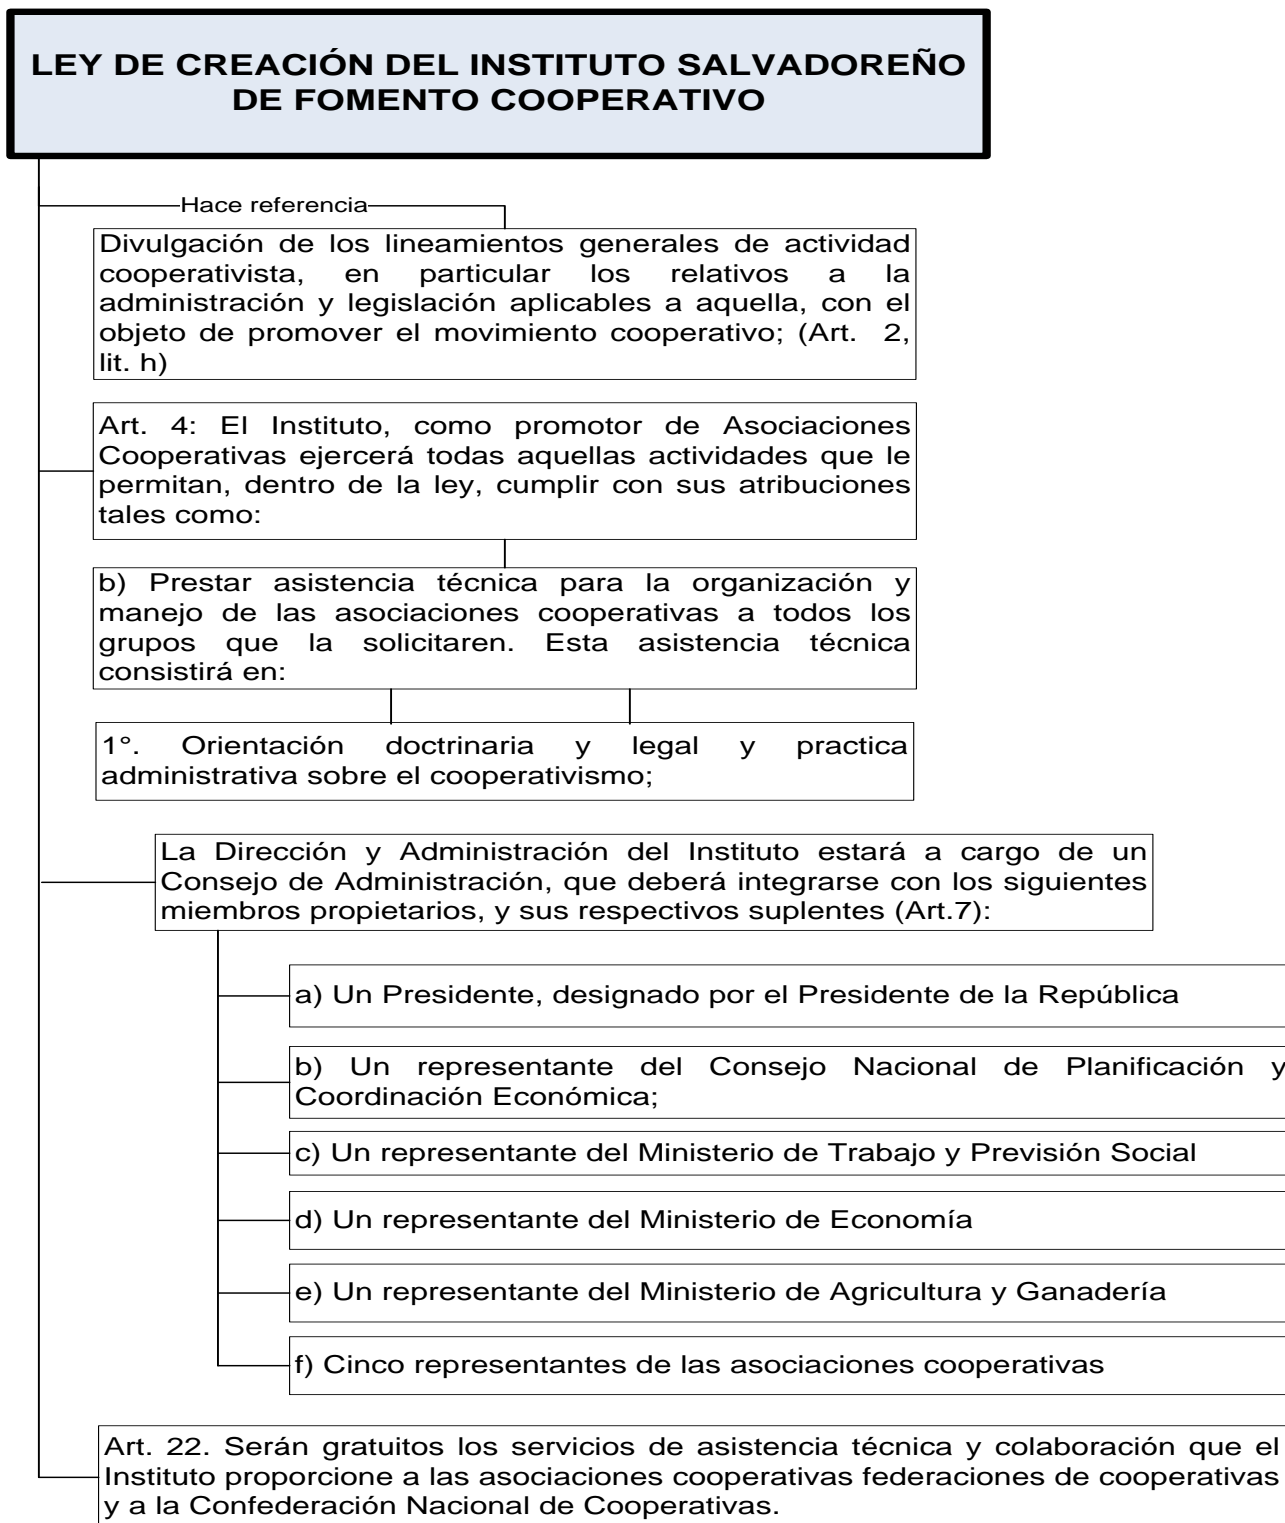 LEY DE CREACIÓN DEL INSTITUTO SALVADOREÑO
DE FOMENTO COOPERATIVO
Hace referencia
Divulgación de los lineamientos generales de actividad
cooperativista, en particular los relativos a la
administración y legislación aplicables a aquella, con el
objeto de promover el movimiento cooperativo; (Art. 2,
lit. h)
Art. 4: El Instituto, como promotor de Asociaciones
Cooperativas ejercerá todas aquellas actividades que le
permitan, dentro de la ley, cumplir con sus atribuciones
tales como:
b) Prestar asistencia técnica para la organización y
manejo de las asociaciones cooperativas a todos los
grupos que la solicitaren. Esta asistencia técnica
consistirá en:
1°. Orientación doctrinaria y legal y practica
administrativa sobre el cooperativismo;
La Dirección y Administración del Instituto estará a cargo de un
Consejo de Administración, que deberá integrarse con los siguientes
miembros propietarios, y sus respectivos suplentes (Art.7):
a) Un Presidente, designado por el Presidente de la República
b) Un representante del Consejo Nacional de Planificación y
Coordinación Económica;
c) Un representante del Ministerio de Trabajo y Previsión Social
d) Un representante del Ministerio de Economía
e) Un representante del Ministerio de Agricultura y Ganadería
f) Cinco representantes de las asociaciones cooperativas
Art. 22. Serán gratuitos los servicios de asistencia técnica y colaboración que el
Instituto proporcione a las asociaciones cooperativas federaciones de cooperativas
y a la Confederación Nacional de Cooperativas.